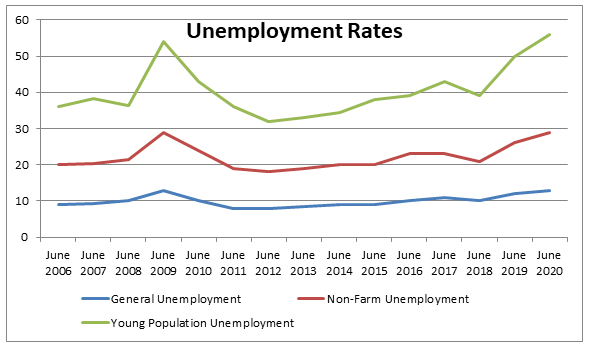 Unemployment Rates
60
50
40
30
20
10
0
June June June June June June June June June June June June June June June
2006 2007 2008 2009 2010 2011 2012 2013 2014 2015 2016 2017 2018 2019 2020
General Unemployment Non-Farm Unemployment
Young Population Unemployment